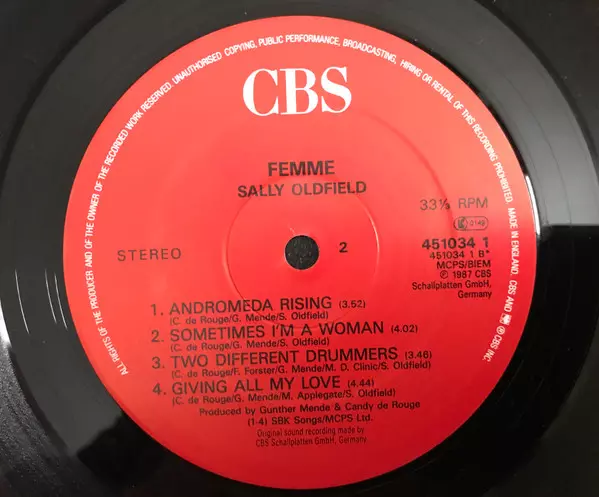 ALL RIGHTS OF THE PRODUCER AND OF THE OWNER OF THE RECORDED WORK RESERVED. UNAUTHORISED COPYING, PUBLIC PERFORMANCE, BROADCASTING, HIRING OR RENTAL OF THIS RECORDING PROHIBITED. MADE IN ENGLAND. CBS AND ® CBS INC.
CBS
FEMME
SALLY OLDFIELD
33⅓ RPM
LC 0149
STEREO
2
451034 1
451034 1 B*
MCPS/BIEM
℗ 1987 CBS
Schallplatten GmbH,
Germany
1. ANDROMEDA RISING (3.52)
(C. de Rouge/G. Mende/S. Oldfield)
2. SOMETIMES I'M A WOMAN (4.02)
(C. de Rouge/G. Mende/S. Oldfield)
3. TWO DIFFERENT DRUMMERS (3.46)
(C. de Rouge/F. Forster/G. Mende/M. D. Clinic/S. Oldfield)
4. GIVING ALL MY LOVE (4.44)
(C. de Rouge/G. Mende/M. Applegate/S. Oldfield)
Produced by Gunther Mende & Candy de Rouge
(1-4) SBK Songs/MCPS Ltd.
Original sound recording made by
CBS Schallplatten GmbH, Germany